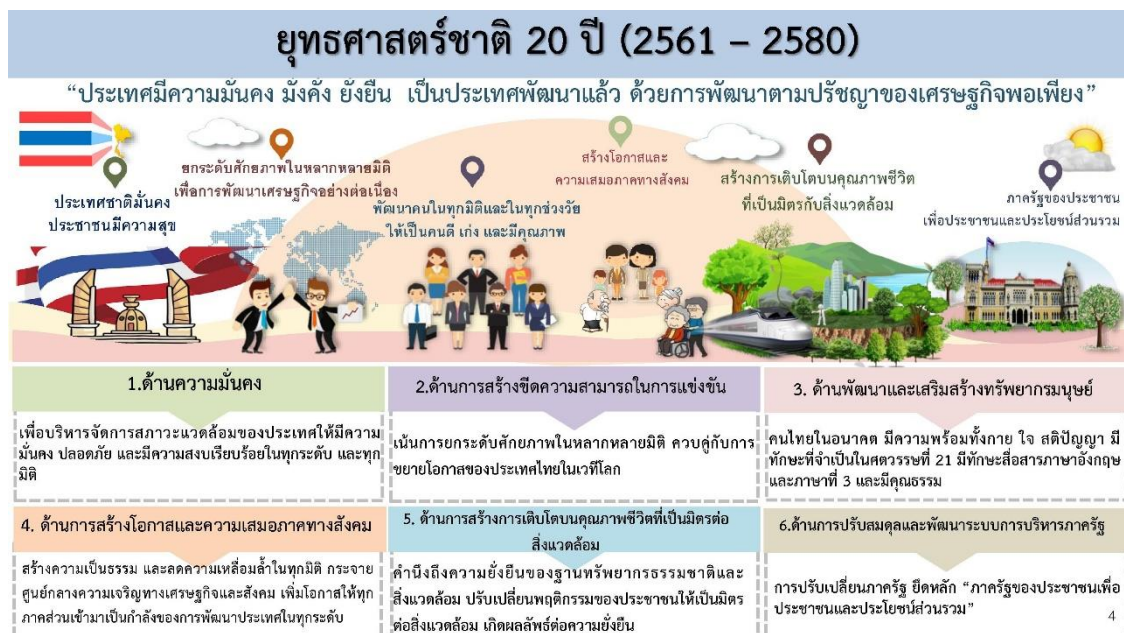 ยุทธศาสตร์ชาติ 20 ปี (2561 – 2580)
“ประเทศมีความมั่นคง มั่งคั่ง ยั่งยืน เป็นประเทศพัฒนาแล้ว ด้วยการพัฒนาตามปรัชญาของเศรษฐกิจพอเพียง”
ประเทศชาติมั่นคง
ประชาชนมีความสุข
ยกระดับศักยภาพในหลากหลายมิติ
เพื่อการพัฒนาเศรษฐกิจอย่างต่อเนื่อง
พัฒนาคนในทุกมิติและในทุกช่วงวัย
ให้เป็นคนดี เก่ง และมีคุณภาพ
สร้างโอกาสและ
ความเสมอภาคทางสังคม
สร้างการเติบโตบนคุณภาพชีวิต
ที่เป็นมิตรกับสิ่งแวดล้อม
ภาครัฐของประชาชน
เพื่อประชาชนและประโยชน์ส่วนรวม
1.ด้านความมั่นคง
เพื่อบริหารจัดการสภาวะแวดล้อมของประเทศให้มีความ
มั่นคง ปลอดภัย และมีความสงบเรียบร้อยในทุกระดับ และทุก
มิติ
2.ด้านการสร้างขีดความสามารถในการแข่งขัน
เน้นการยกระดับศักยภาพในหลากหลายมิติ ควบคู่กับการ
ขยายโอกาสของประเทศไทยในเวทีโลก
3. ด้านพัฒนาและเสริมสร้างทรัพยากรมนุษย์
คนไทยในอนาคต มีความพร้อมทั้งกาย ใจ สติปัญญา มี
ทักษะที่จำเป็นในศตวรรษที่ 21 มีทักษะสื่อสารภาษาอังกฤษ
และภาษาที่ 3 และมีคุณธรรม
4. ด้านการสร้างโอกาสและความเสมอภาคทางสังคม
สร้างความเป็นธรรม และลดความเหลื่อมล้ำในทุกมิติ กระจาย
ศูนย์กลางความเจริญทางเศรษฐกิจและสังคม เพิ่มโอกาสให้ทุก
ภาคส่วนเข้ามาเป็นกำลังของการพัฒนาประเทศในทุกระดับ
5. ด้านการสร้างการเติบโตบนคุณภาพชีวิตที่เป็นมิตรต่อ
สิ่งแวดล้อม
คำนึงถึงความยั่งยืนของฐานทรัพยากรธรรมชาติและ
สิ่งแวดล้อม ปรับเปลี่ยนพฤติกรรมของประชาชนให้เป็นมิตร
ต่อสิ่งแวดล้อม เกิดผลลัพธ์ต่อความยั่งยืน
6.ด้านการปรับสมดุลและพัฒนาระบบการบริหารภาครัฐ
การปรับเปลี่ยนภาครัฐ ยึดหลัก “ภาครัฐของประชาชนเพื่อ
ประชาชนและประโยชน์ส่วนรวม”
4